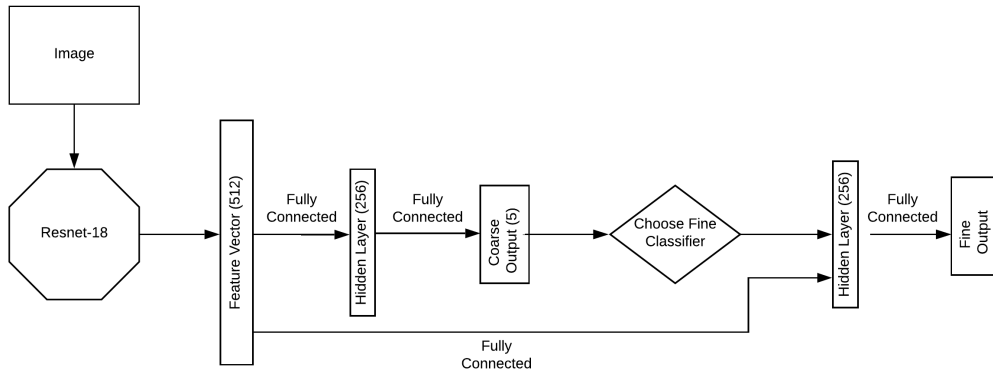 Image
Resnet-18
Feature Vector (512)
Fully
Connected
Hidden Layer (256)
Fully
Connected
Coarse
Output (5)
Choose Fine
Classifier
Hidden Layer (256)
Fully
Connected
Fine
Output
Fully
Connected